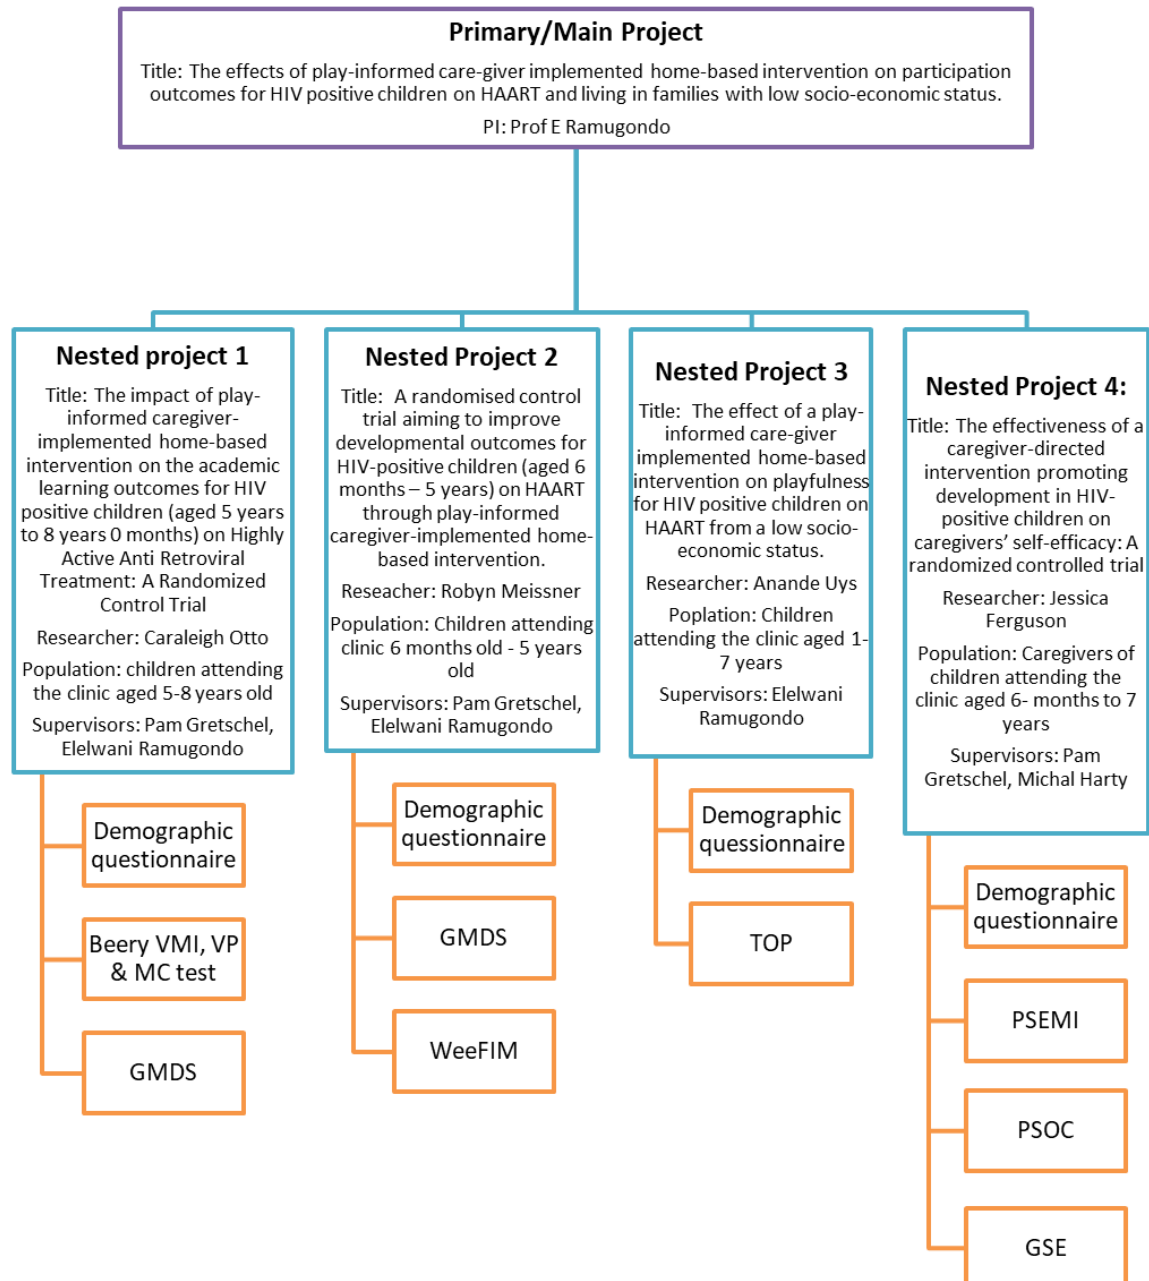 Primary/Main Project
Title: The effects of play-informed care-giver implemented home-based intervention on participation
outcomes for HIV positive children on HAART and living in families with low socio-economic status.
PI: Prof E Ramugondo
Nested project 1
Title: The impact of play-
informed caregiver-
implemented home-based
intervention on the academic
learning outcomes for HIV
positive children (aged 5 years
to 8 years 0 months) on Highly
Active Anti Retroviral
Treatment: A Randomized
Control Trial
Researcher: Caraleigh Otto
Population: children attending
the clinic aged 5-8 years old
Supervisors: Pam Gretschel,
Elelwani Ramugondo
Demographic
questionnaire
Beery VMI, VP
& MC test
GMDS
Nested Project 2
Title: A randomised control
trial aiming to improve
developmental outcomes for
HIV-positive children (aged 6
months – 5 years) on HAART
through play-informed
caregiver-implemented home-
based intervention.
Reseacher: Robyn Meissner
Population: Children attending
clinic 6 months old - 5 years
old
Supervisors: Pam Gretschel,
Elelwani Ramugondo
Demographic
questionnaire
GMDS
WeeFIM
Nested Project 3
Title: The effect of a play-
informed care-giver
implemented home-based
intervention on playfulness
for HIV positive children on
HAART from a low socio-
economic status.
Researcher: Anande Uys
Poplation: Children
attending the clinic aged 1-
7 years
Supervisors: Elelwani
Ramugondo
Demographic
quessionnaire
TOP
Nested Project 4:
Title: The effectiveness of a
caregiver-directed
intervention promoting
development in HIV-
positive children on
caregivers’ self-efficacy: A
randomized controlled trial
Researcher: Jessica
Ferguson
Population: Caregivers of
children attending the
clinic aged 6- months to 7
years
Supervisors: Pam
Gretschel, Michal Harty
Demographic
questionnaire
PSEMI
PSOC
GSE